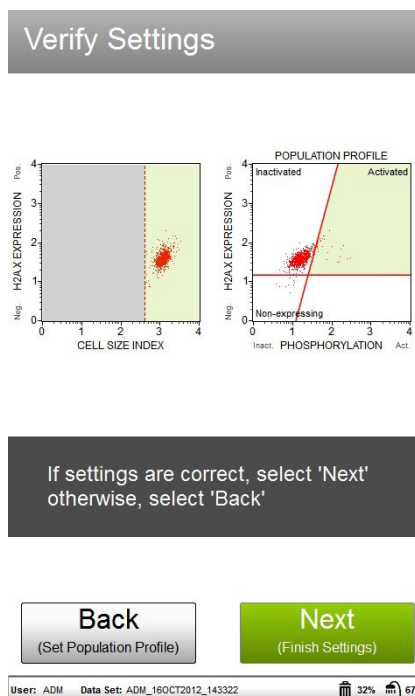 Verify Settings
POPULATION PROFILE
4
Pos.
3
H2AX EXPRESSION
2
1
Neg.
0
0 1 2 3 4
CELL SIZE INDEX
4
Pos.
Inactivated Activated
3
H2AX EXPRESSION
2
1
Neg.
Non-expressing
0
0 1 2 3 4
Inact. PHOSPHORYLATION Act.
If settings are correct, select 'Next'
otherwise, select 'Back'
Back
(Set Population Profile)
Next
(Finish Settings)
User: ADM Data Set: ADM_16OCT2012_143322 32% 67